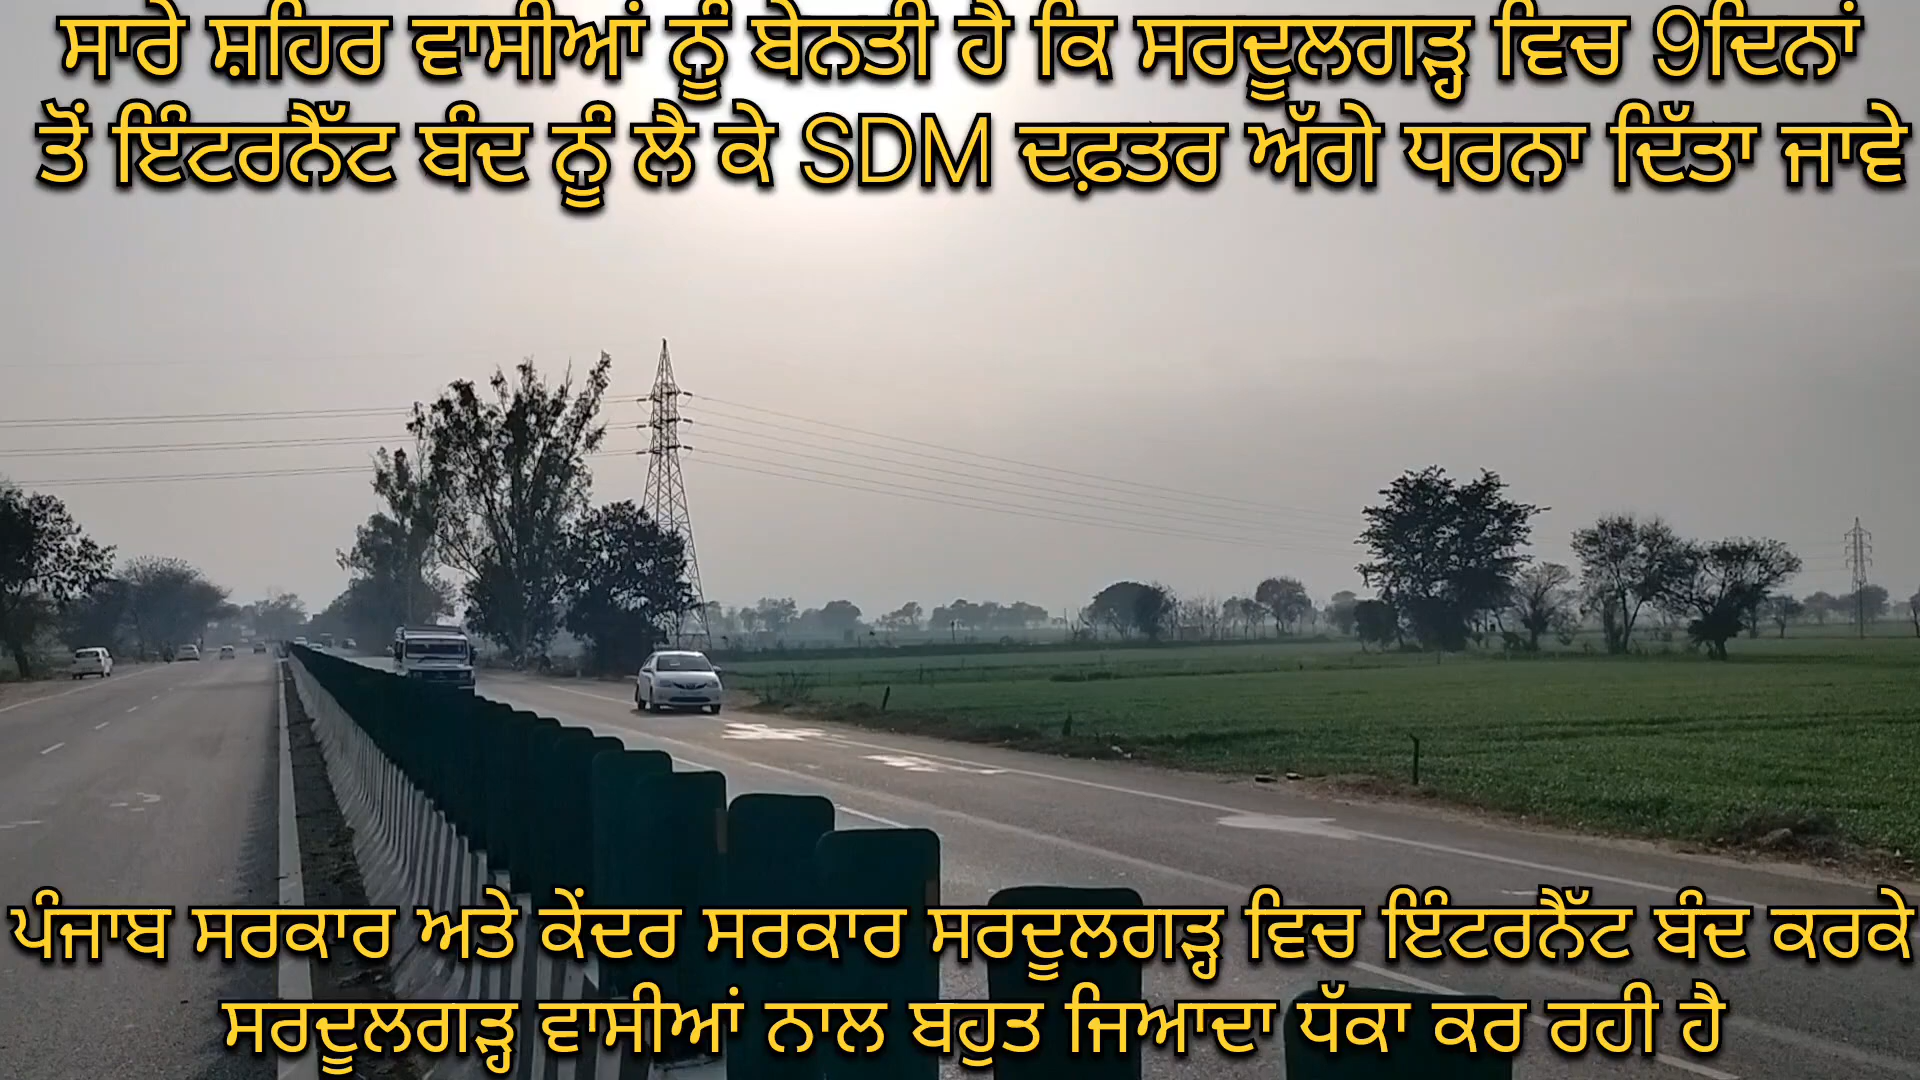 ਸਾਰੇ ਸ਼ਹਿਰ ਵਾਸੀਆਂ ਨੂੰ ਬੇਨਤੀ ਹੈ ਕਿ ਸਰਦੂਲਗੜ੍ਹ ਵਿਚ 9ਦਿਨਾਂ
ਤੋਂ ਇੰਟਰਨੈੱਟ ਬੰਦ ਨੂੰ ਲੈ ਕੇ SDM ਦਫ਼ਤਰ ਅੱਗੇ ਧਰਨਾ ਦਿੱਤਾ ਜਾਵੇ
ਪੰਜਾਬ ਸਰਕਾਰ ਅਤੇ ਕੇਂਦਰ ਸਰਕਾਰ ਸਰਦੂਲਗੜ੍ਹ ਵਿਚ ਇੰਟਰਨੈੱਟ ਬੰਦ ਕਰਕੇ
ਸਰਦੂਲਗੜ੍ਹ ਵਾਸੀਆਂ ਨਾਲ ਬਹੁਤ ਜਿਆਦਾ ਧੱਕਾ ਕਰ ਰਹੀ ਹੈ